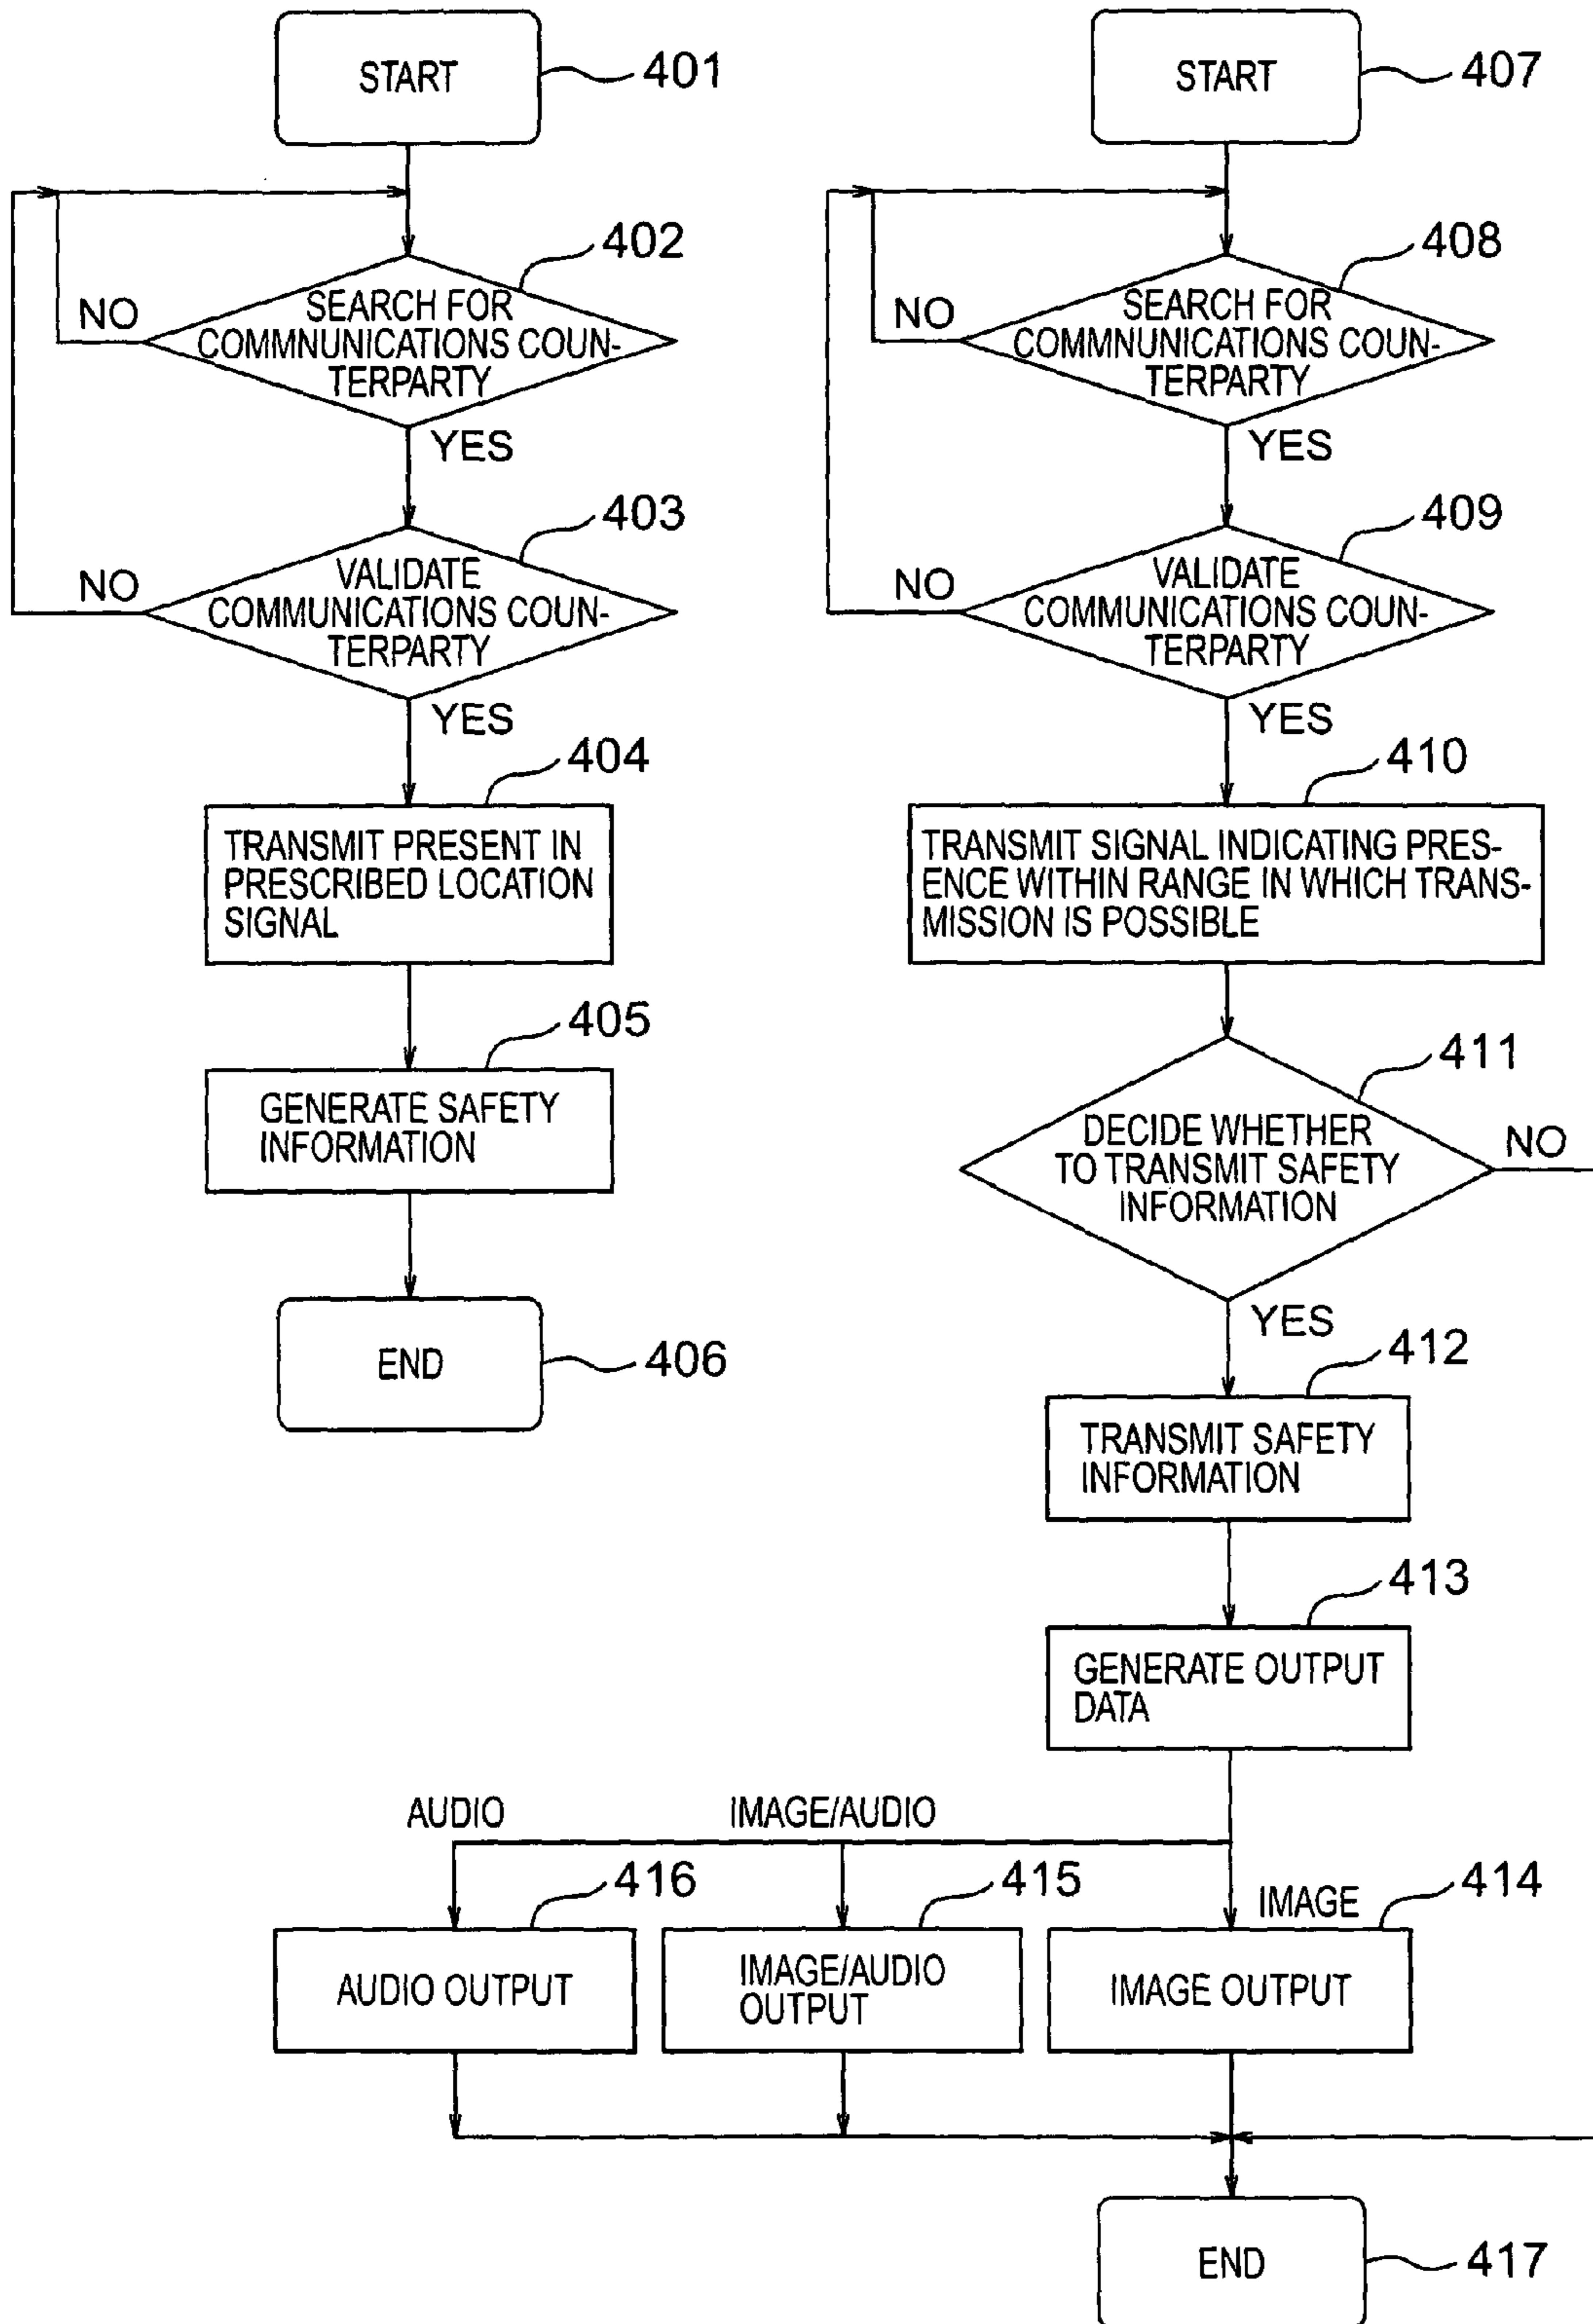 START
401
402
NO
SEARCH FOR
COMMNUNICATIONS COUN-
TERPARTY
YES
403
NO
VALIDATE
COMMUNICATIONS COUN-
TERPARTY
YES
404
TRANSMIT PRESENT IN
PRESCRIBED LOCATION
SIGNAL
405
GENERATE SAFETY
INFORMATION
END
406
START
407
408
NO
SEARCH FOR
COMMNUNICATIONS COUN-
TERPARTY
YES
409
NO
VALIDATE
COMMUNICATIONS COUN-
TERPARTY
YES
410
TRANSMIT SIGNAL INDICATING PRES-
ENCE WITHIN RANGE IN WHICH TRANS-
MISSION IS POSSIBLE
411
DECIDE WHETHER
TO TRANSMIT SAFETY
INFORMATION
NO
YES
412
TRANSMIT SAFETY
INFORMATION
413
GENERATE OUTPUT
DATA
AUDIO
IMAGE/AUDIO
IMAGE
416
AUDIO OUTPUT
415
IMAGE/AUDIO
OUTPUT
414
IMAGE OUTPUT
END
417